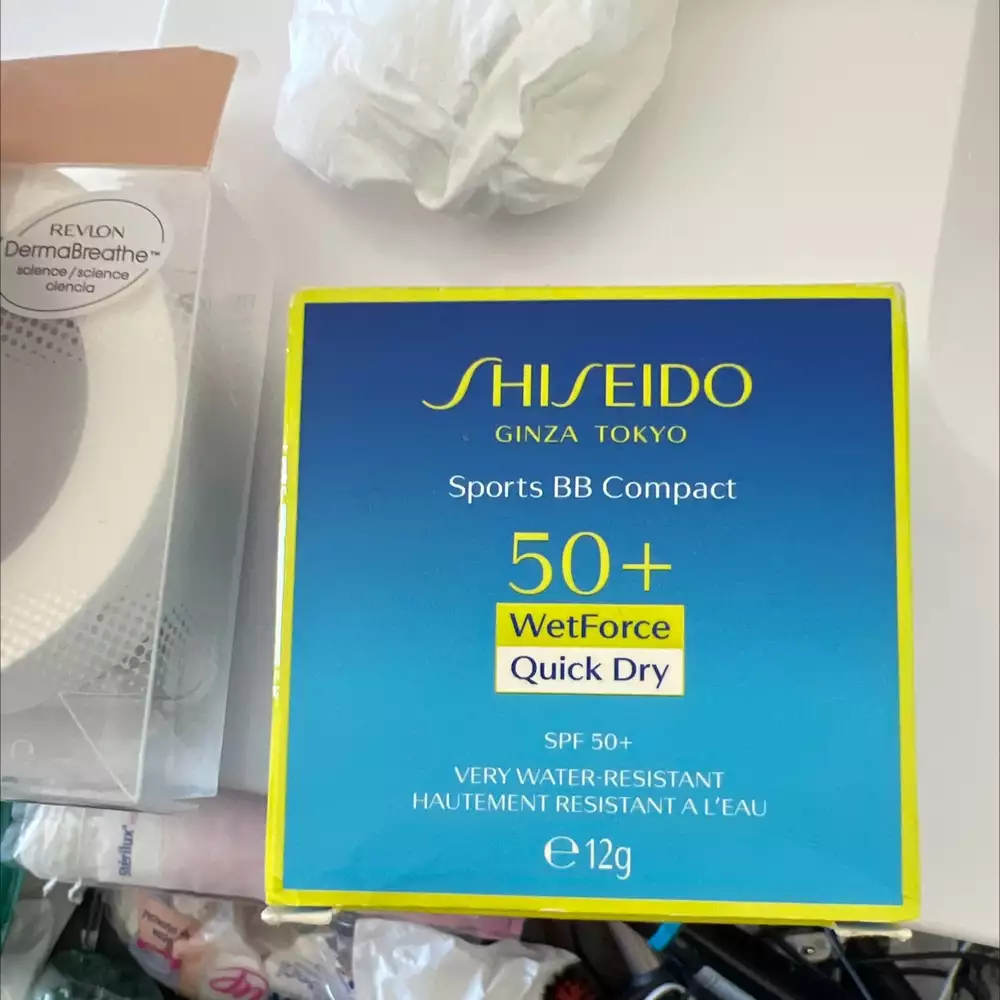 REVLON
DermaBreathe™
science/science
ciencia
SHISEIDO
GINZA TOKYO
Sports BB Compact
50+
WetForce
Quick Dry
SPF 50+
VERY WATER-RESISTANT
HAUTEMENT RESISTANT A L'EAU
℮12g
stérilux